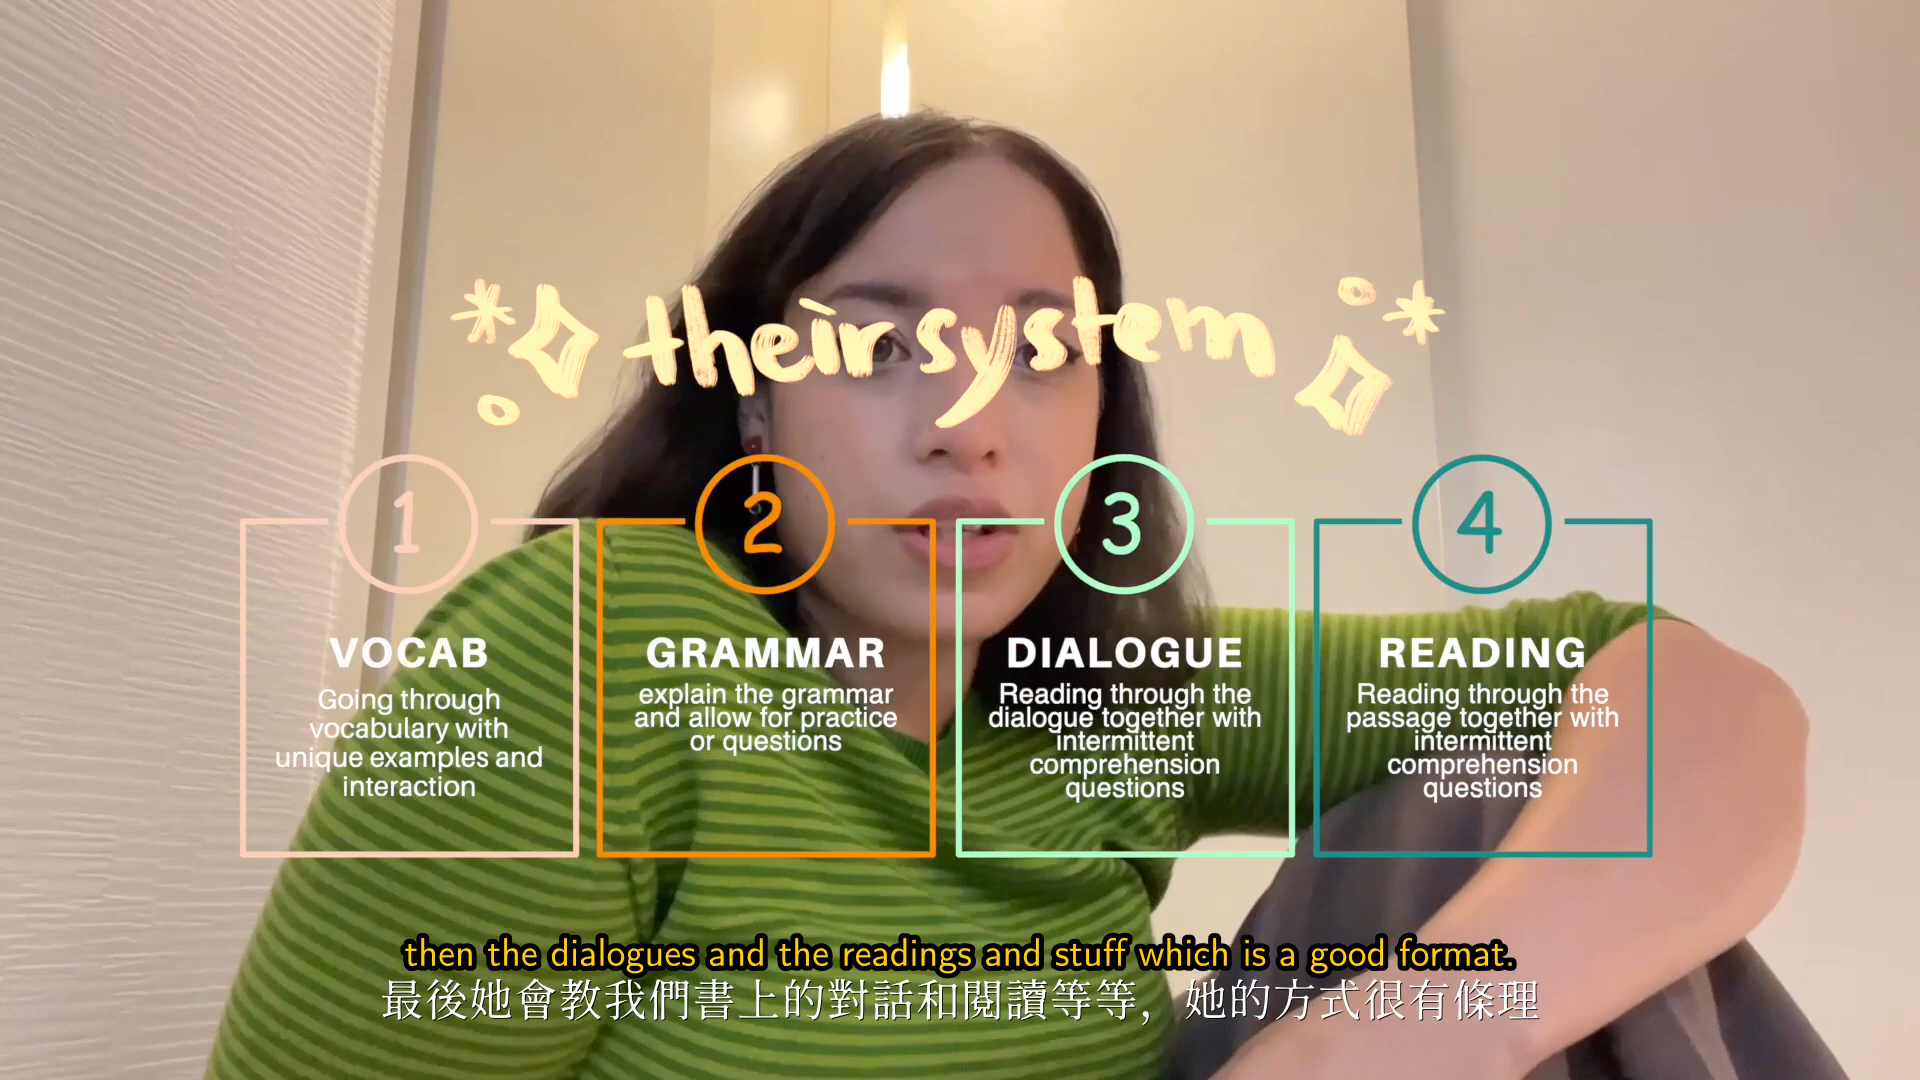 their system
1
VOCAB
Going through
vocabulary with
unique examples and
interaction
2
GRAMMAR
explain the grammar
and allow for practice
or questions
3
DIALOGUE
Reading through the
dialogue together with
intermittent
comprehension
questions
4
READING
Reading through the
passage together with
intermittent
comprehension
questions
then the dialogues and the readings and stuff which is a good format.
最後她會教我們書上的對話和閱讀等等，她的方式很有條理